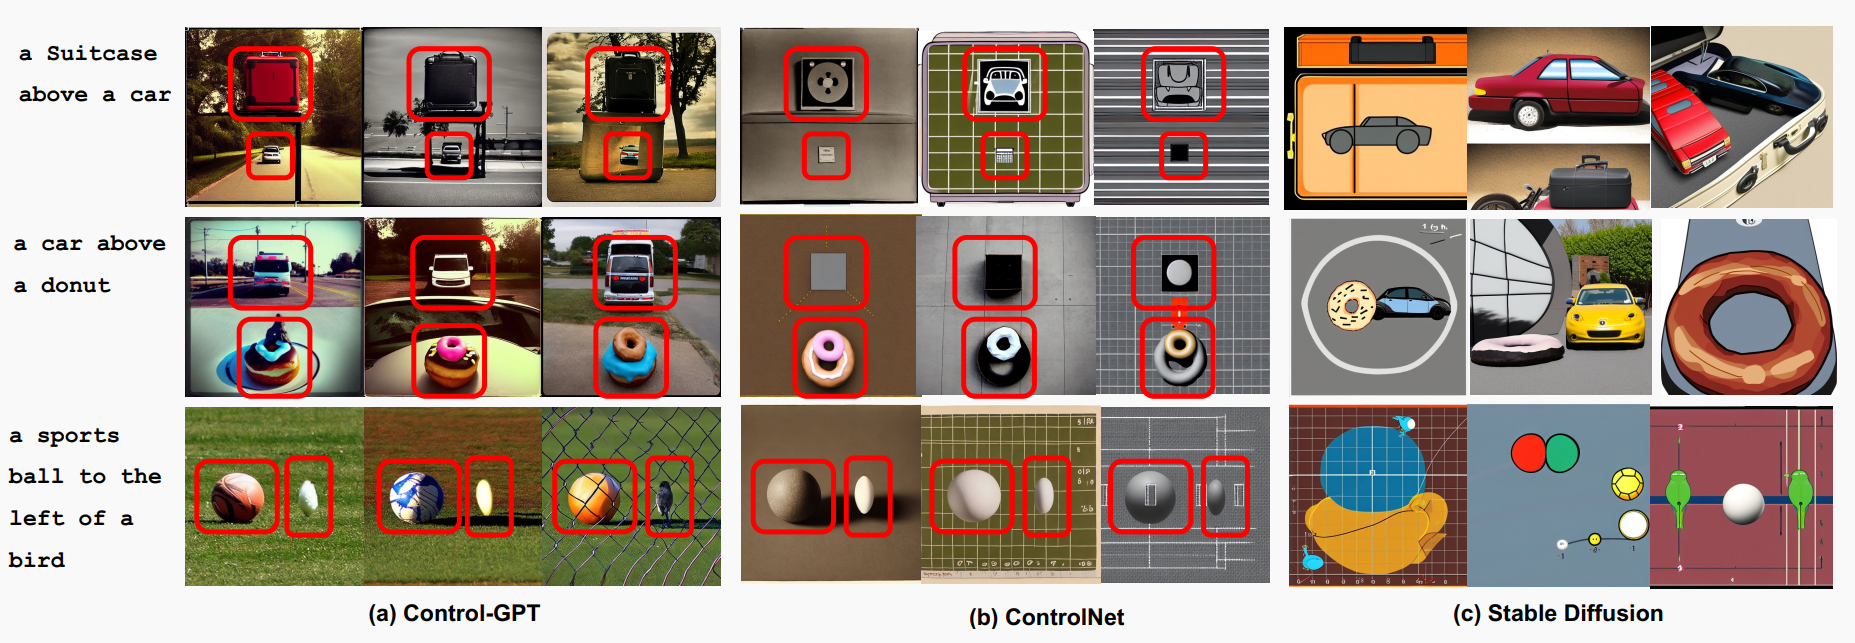 a Suitcase
above a car
a car above
a donut
a sports
ball to the
left of a
bird
(a) Control-GPT
(b) ControlNet
(c) Stable Diffusion